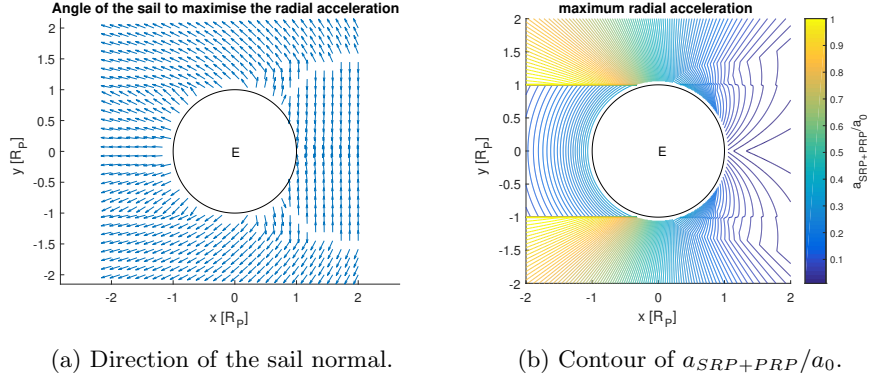 Angle of the sail to maximise the radial acceleration
2
1.5
1
0.5
0
-0.5
-1
-1.5
-2
y [R_P]
E
-2 -1 0 1 2
x [R_P]
(a) Direction of the sail normal.
maximum radial acceleration
2
1.5
1
0.5
0
-0.5
-1
-1.5
-2
y [R_P]
E
-2 -1 0 1 2
x [R_P]
1
0.9
0.8
0.7
0.6
0.5
0.4
0.3
0.2
0.1
a_SRP+PRP/a_0
(b) Contour of a_{SRP+PRP}/a_0.